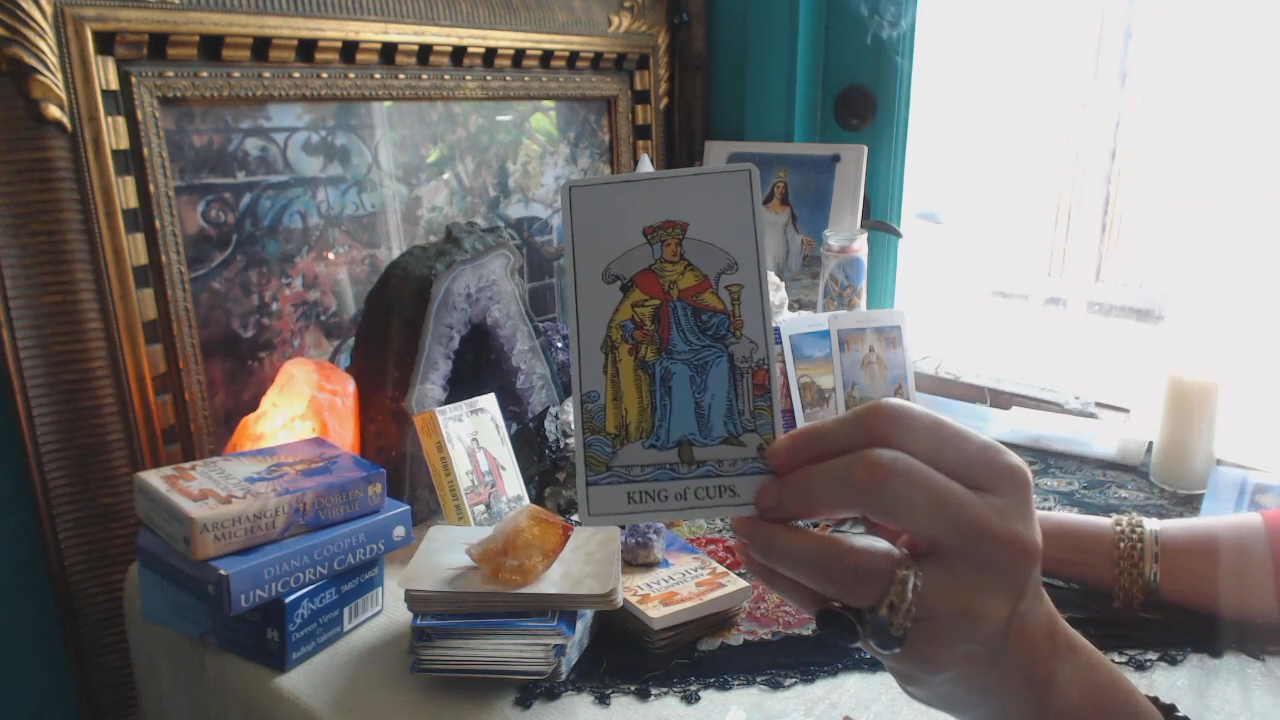 KING of CUPS.
THE RIDER TAROT DECK
ARCHANGEL
MICHAEL
DOREEN
VIRTUE
DIANA COOPER
UNICORN CARDS
ANGEL TAROT CARDS
Doreen Virtue
Radleigh Valentine
MICHAEL